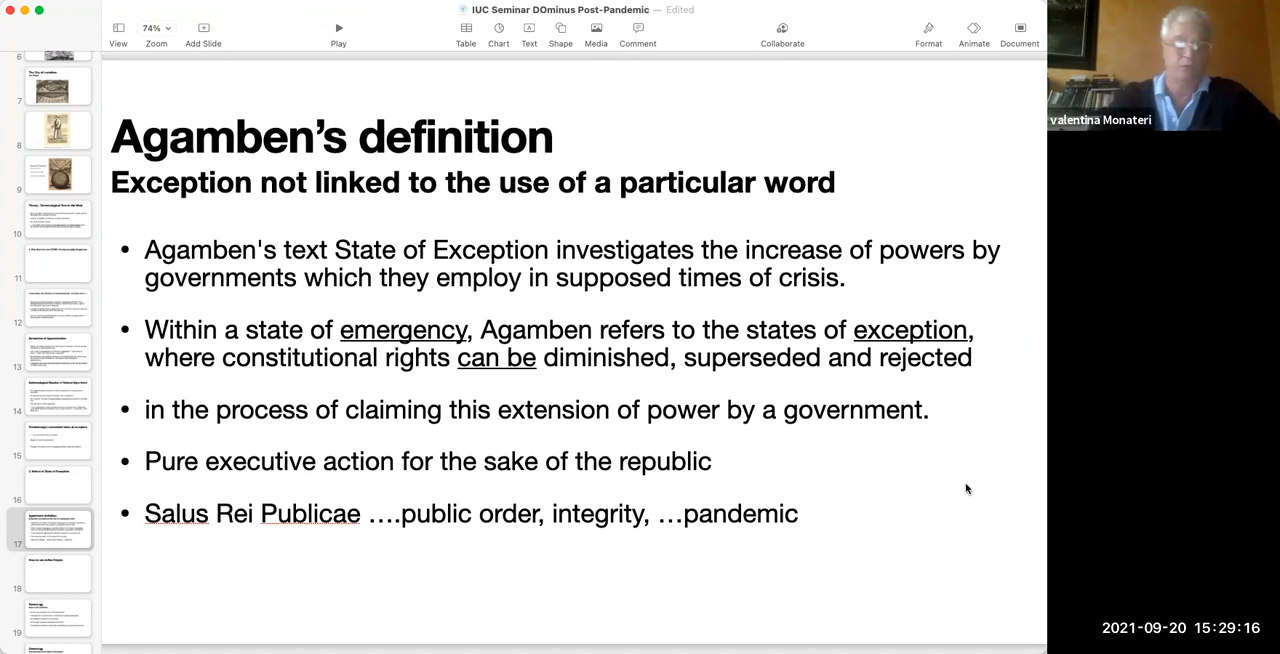 IUC Seminar DOminus Post-Pandemic — Edited
74%
View
Zoom
Add Slide
Play
Table
Chart
Text
Shape
Media
Comment
Collaborate
Format
Animate
Document
6
7
8
9
10
11
12
13
14
15
16
17
18
19
Agamben’s definition
Exception not linked to the use of a particular word
• Agamben's text State of Exception investigates the increase of powers by
governments which they employ in supposed times of crisis.
• Within a state of emergency, Agamben refers to the states of exception,
where constitutional rights can be diminished, superseded and rejected
• in the process of claiming this extension of power by a government.
• Pure executive action for the sake of the republic
• Salus Rei Publicae ....public order, integrity, ...pandemic
valentina Monateri
2021-09-20 15:29:16